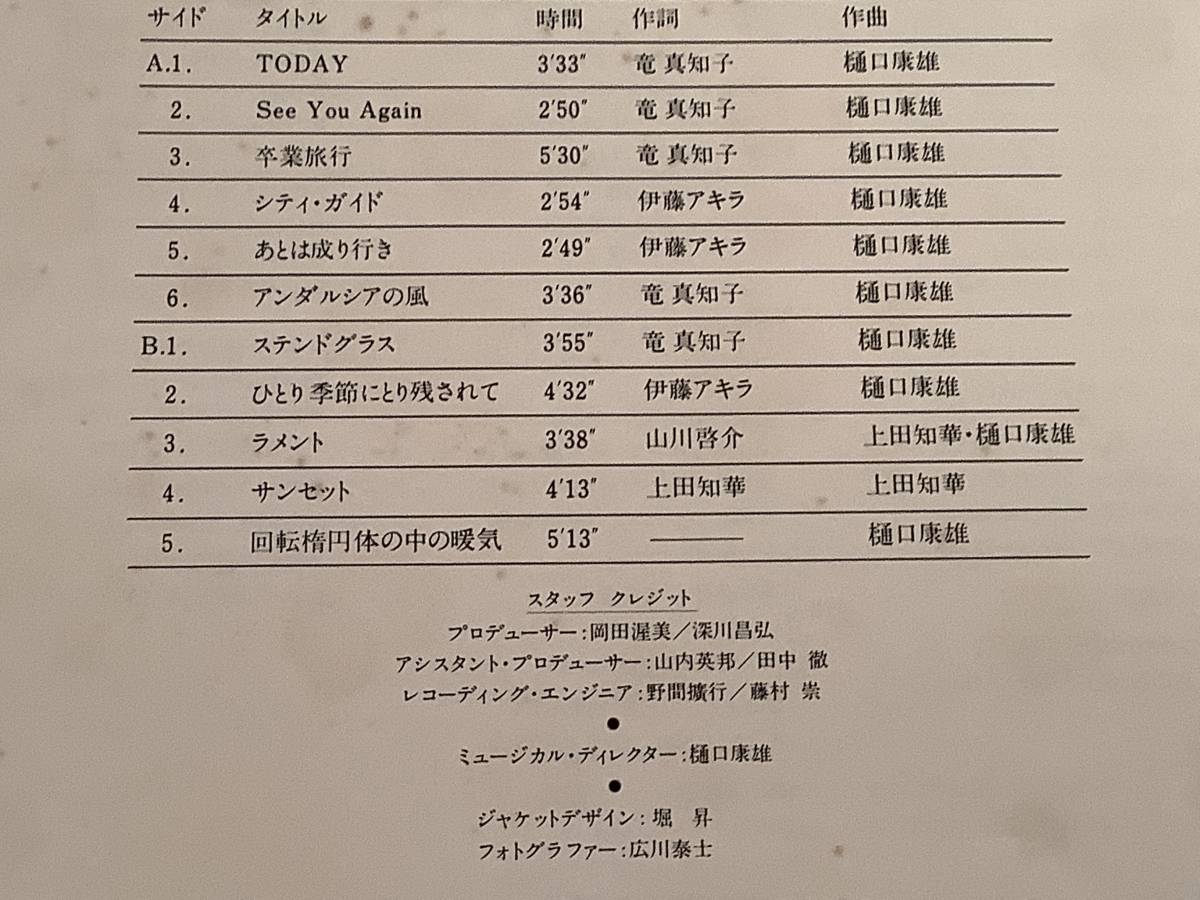 サイド タイトル 時間 作詞 作曲
A.1. TODAY 3′33″ 竜 真知子 樋口康雄
2. See You Again 2′50″ 竜 真知子 樋口康雄
3. 卒業旅行 5′30″ 竜 真知子 樋口康雄
4. シティ・ガイド 2′54″ 伊藤アキラ 樋口康雄
5. あとは成り行き 2′49″ 伊藤アキラ 樋口康雄
6. アンダルシアの風 3′36″ 竜 真知子 樋口康雄
B.1. ステンドグラス 3′55″ 竜 真知子 樋口康雄
2. ひとり季節にとり残されて 4′32″ 伊藤アキラ 樋口康雄
3. ラメント 3′38″ 山川啓介 上田知華・樋口康雄
4. サンセット 4′13″ 上田知華 上田知華
5. 回転楕円体の中の暖気 5′13″ ─── 樋口康雄
スタッフ クレジット
プロデューサー:岡田渥美／深川昌弘
アシスタント・プロデューサー:山内英邦／田中 徹
レコーディング・エンジニア:野間擴行／藤村 崇
●
ミュージカル・ディレクター:樋口康雄
●
ジャケットデザイン:堀 昇
フォトグラファー:広川泰士